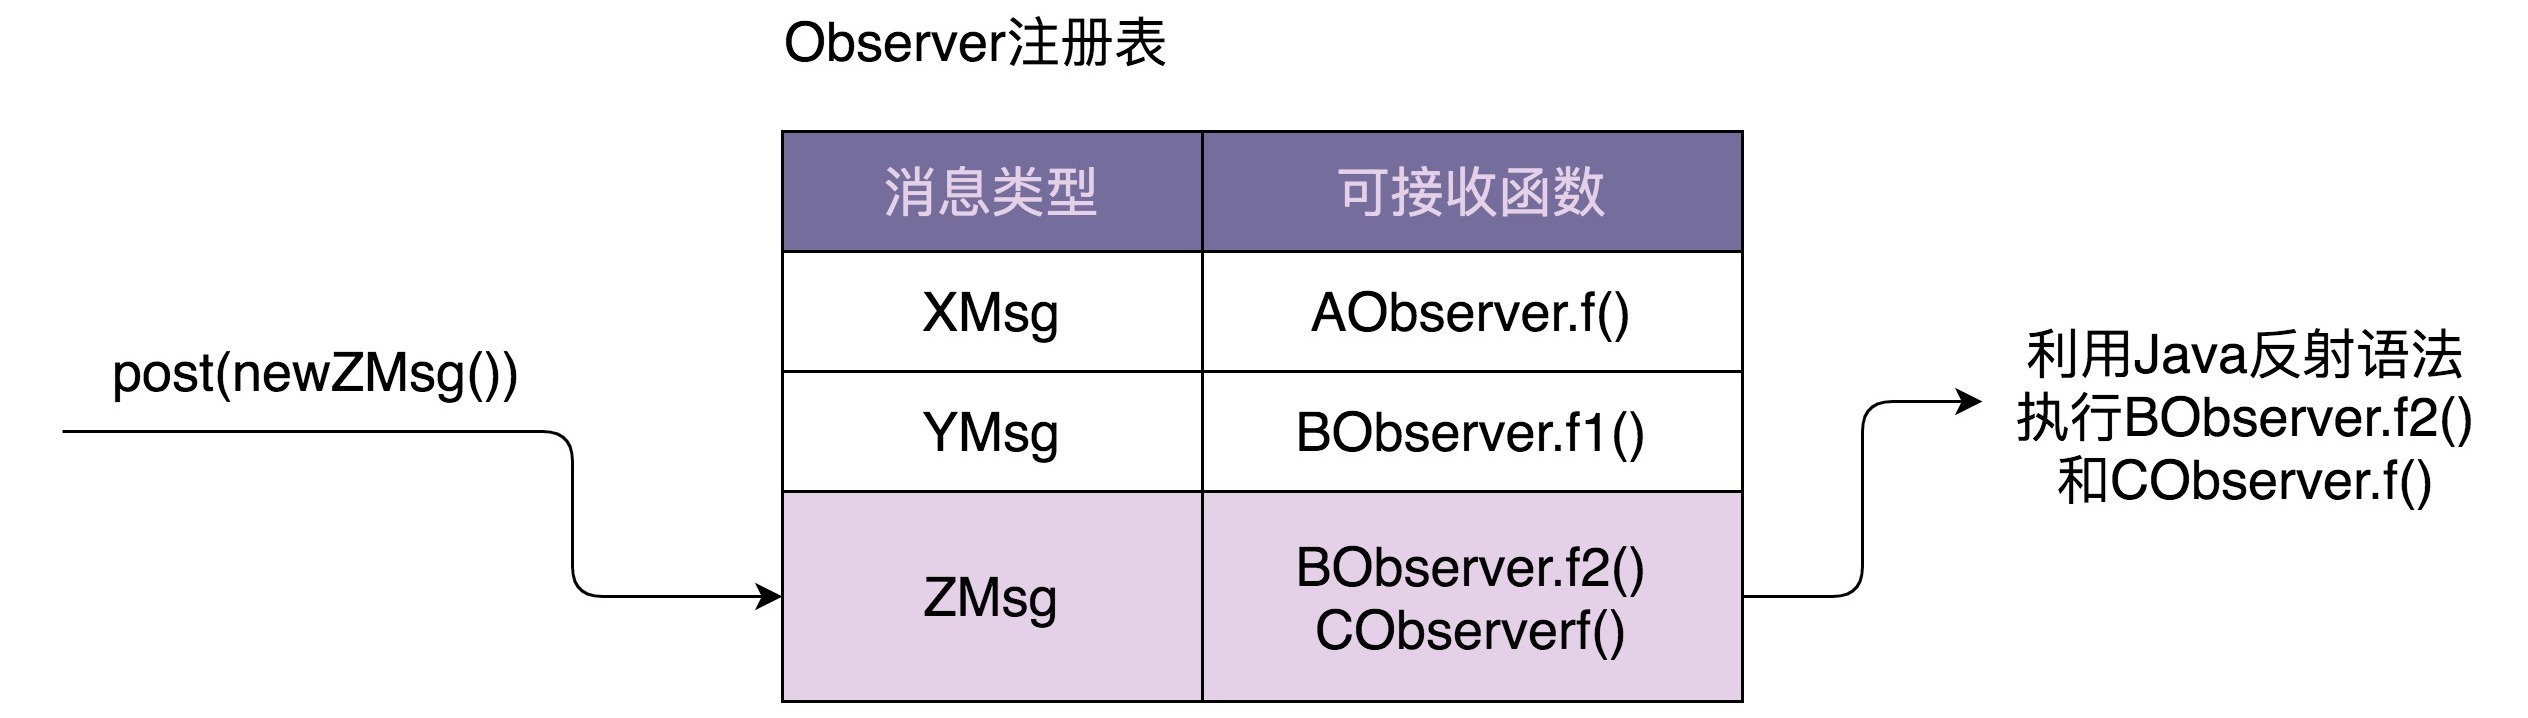 Observer注册表
消息类型
可接收函数
XMsg
AObserver.f()
YMsg
BObserver.f1()
ZMsg
BObserver.f2()
CObserverf()
post(newZMsg())
利用Java反射语法
执行BObserver.f2()
和CObserver.f()